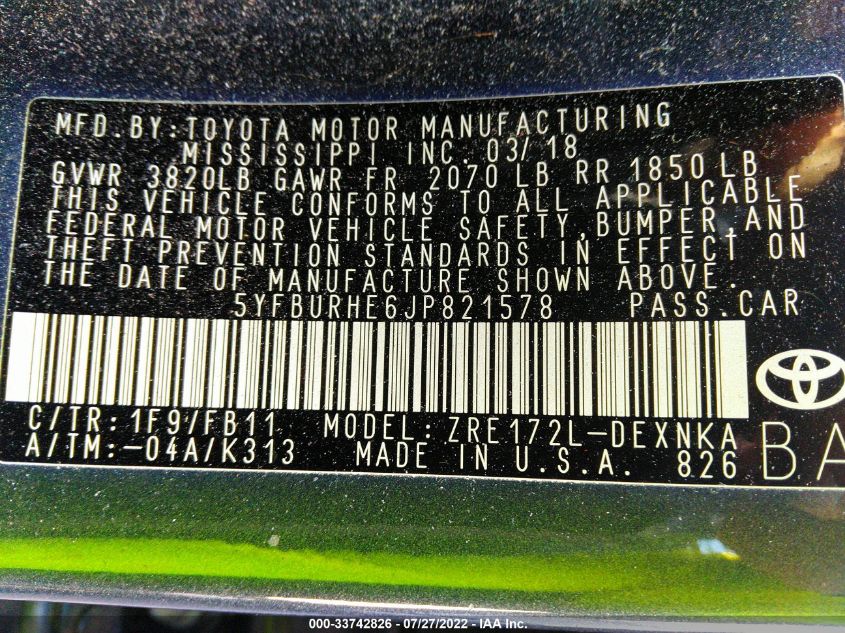 MFD.BY:TOYOTA MOTOR MANUFACTURING
MISSISSIPPI INC. 03/18
GVWR 3820LB GAWR FR 2070 LB RR 1850 LB
THIS VEHICLE CONFORMS TO ALL APPLICABLE
FEDERAL MOTOR VEHICLE SAFETY,BUMPER,AND
THEFT PREVENTION STANDARDS IN EFFECT ON
THE DATE OF MANUFACTURE SHOWN ABOVE.
5YFBURHE6JP821578 PASS.CAR
C/TR:1F9/FB11 MODEL:ZRE172L-DEXNKA
A/TM:-04A/K313 MADE IN U.S.A. 826 BA
000-33742826 - 07/27/2022 - IAA Inc.